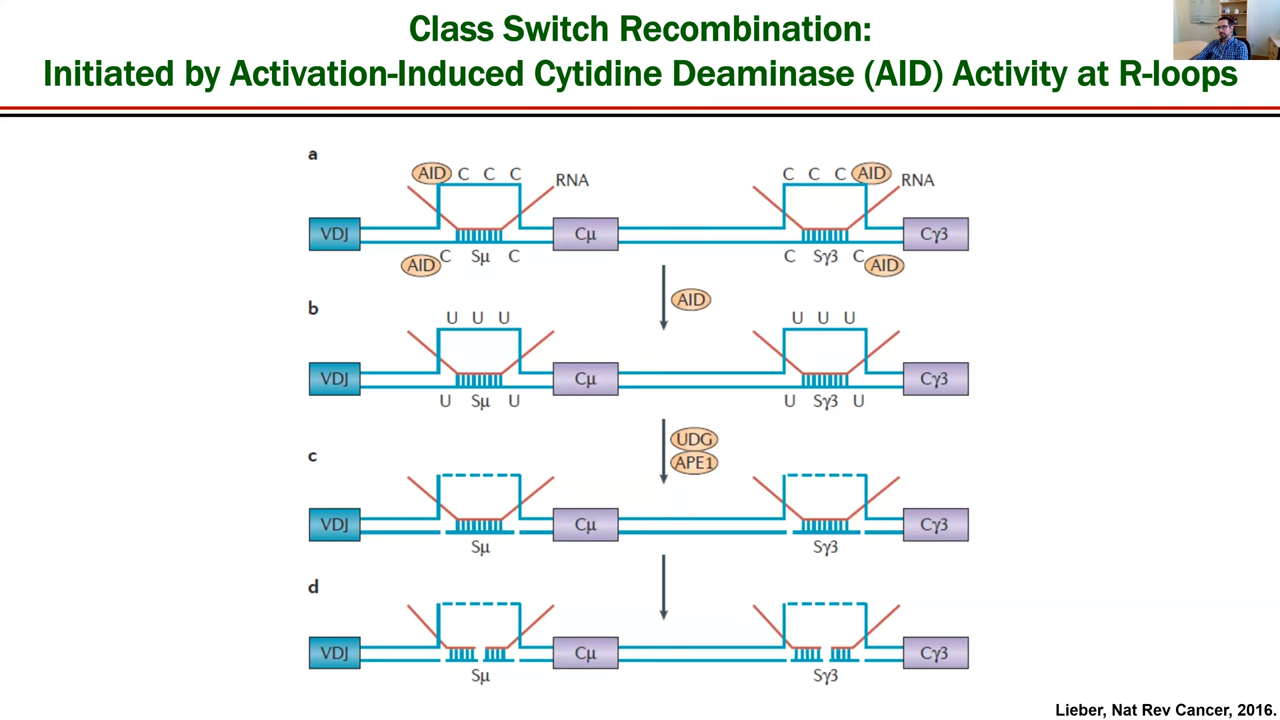 Class Switch Recombination:
Initiated by Activation-Induced Cytidine Deaminase (AID) Activity at R-loops
a
AID C C C RNA
C C C AID RNA
VDJ Cμ Cγ3
AID C Sμ C
C Sγ3 C AID
AID
b
U U U
U U U
VDJ Cμ Cγ3
U Sμ U
U Sγ3 U
UDG
APE1
c
VDJ Cμ Cγ3
Sμ Sγ3
d
VDJ Cμ Cγ3
Sμ Sγ3
Lieber, Nat Rev Cancer, 2016.